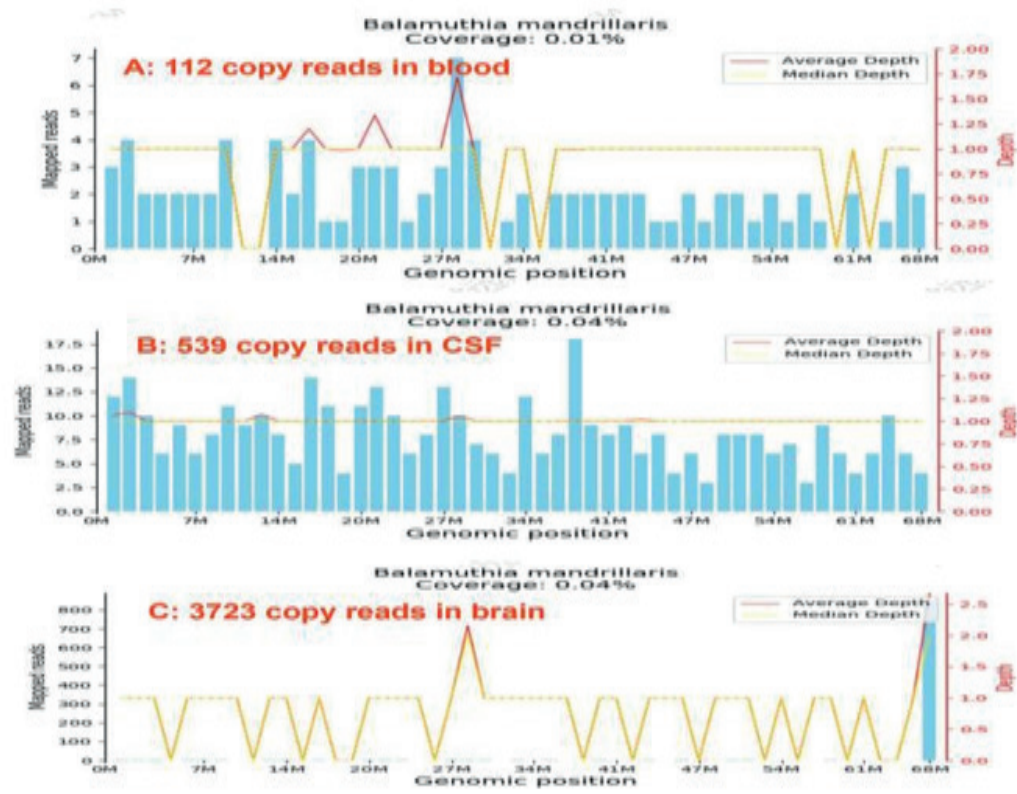 Balamuthia mandrillaris
Coverage: 0.01%
A: 112 copy reads in blood
Average Depth
Median Depth
Mapped reads
7
6
5
4
3
2
1
0
2.00
1.75
1.50
1.25
1.00
0.75
0.50
0.25
0.00
Depth
0M 7M 14M 20M 27M 34M 41M 47M 54M 61M 68M
Genomic position
Balamuthia mandrillaris
Coverage: 0.04%
B: 539 copy reads in CSF
Average Depth
Median Depth
Mapped reads
17.5
15.0
12.5
10.0
7.5
5.0
2.5
0.0
2.00
1.75
1.50
1.25
1.00
0.75
0.50
0.25
0.00
Depth
0M 7M 14M 20M 27M 34M 41M 47M 54M 61M 68M
Genomic position
Balamuthia mandrillaris
Coverage: 0.04%
C: 3723 copy reads in brain
Average Depth
Median Depth
Mapped reads
800
700
600
500
400
300
200
100
0
2.5
2.0
1.5
1.0
0.5
0.0
Depth
0M 7M 14M 20M 27M 34M 41M 47M 54M 61M 68M
Genomic position